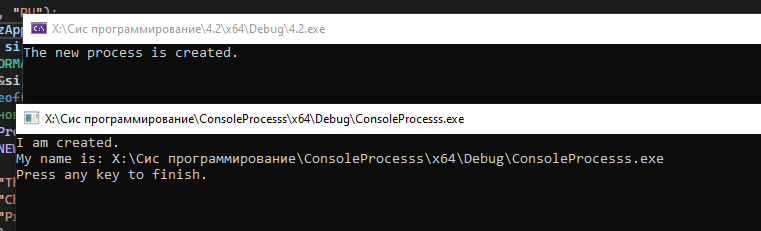 , "RU");
X:\Сис программирование\4.2\x64\Debug\4.2.exe
The new process is created.
X:\Сис программирование\ConsoleProcesss\x64\Debug\ConsoleProcesss.exe
I am created.
My name is: X:\Сис программирование\ConsoleProcesss\x64\Debug\ConsoleProcesss.exe
Press any key to finish.